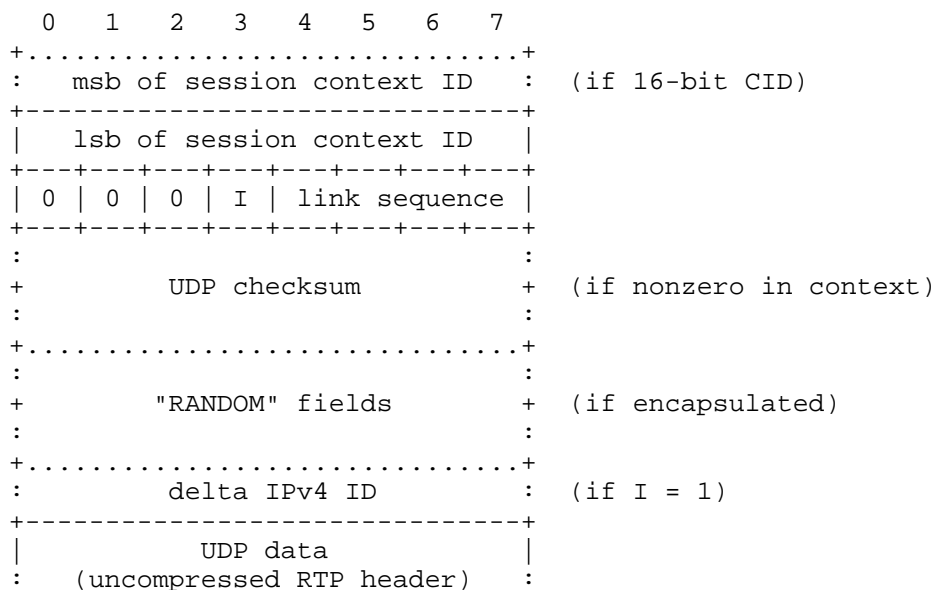 0   1   2   3   4   5   6   7
+...............................+
:   msb of session context ID   :  (if 16-bit CID)
+-------------------------------+
|   lsb of session context ID   |
+---+---+---+---+---+---+---+---+
| 0 | 0 | 0 | I | link sequence |
+---+---+---+---+---+---+---+---+
:                               :
+         UDP checksum          +  (if nonzero in context)
:                               :
+...............................+
:                               :
+        "RANDOM" fields        +  (if encapsulated)
:                               :
+...............................+
:         delta IPv4 ID         :  (if I = 1)
+-------------------------------+
|           UDP data            |
:   (uncompressed RTP header)   :